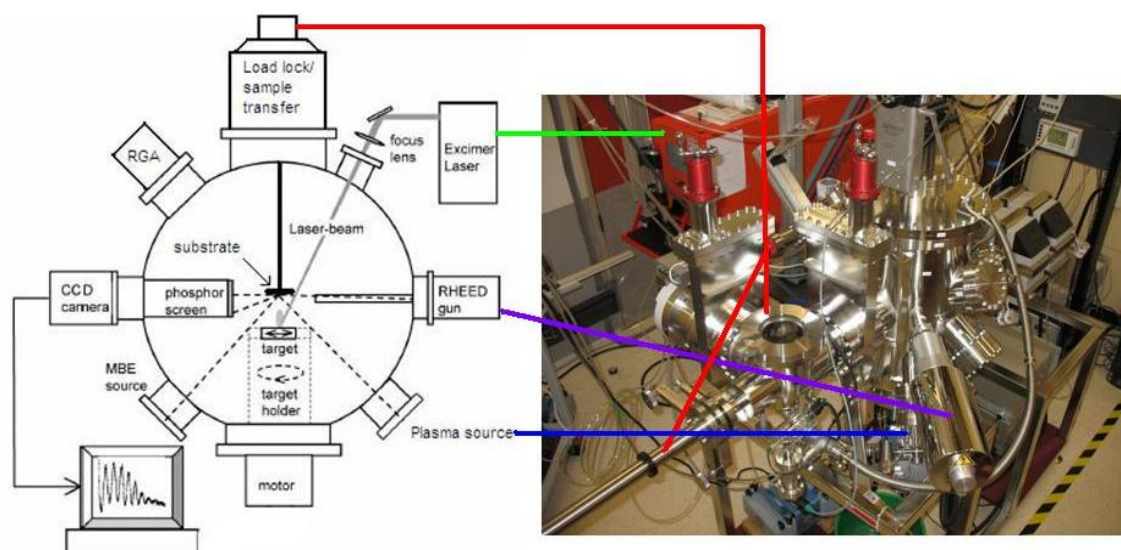 Load lock/
sample
transfer
RGA
focus
lens
Excimer
Laser
Laser-beam
substrate
CCD
camera
phosphor
screen
RHEED
gun
target
MBE
source
target
holder
Plasma source
motor